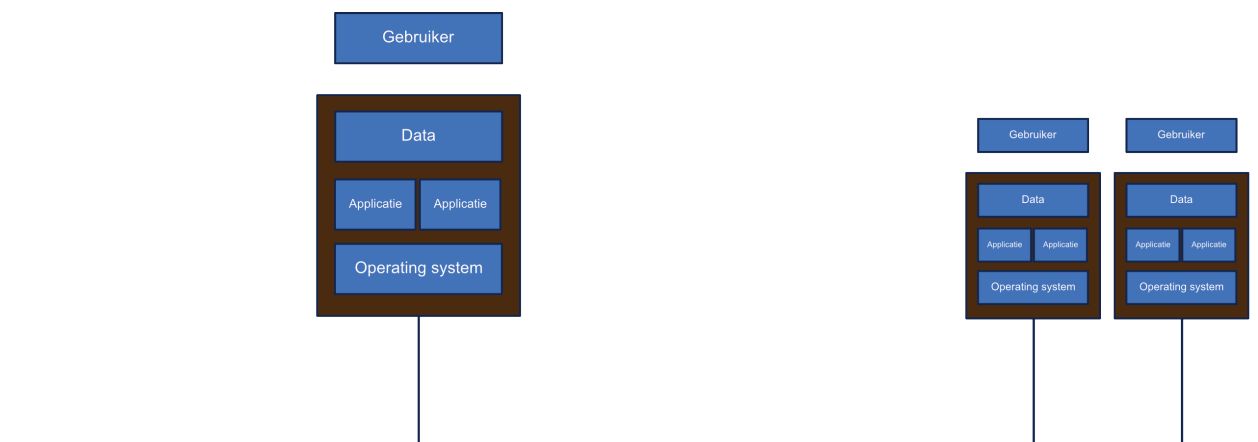 Gebruiker
Data
Applicatie Applicatie
Operating system
Gebruiker Gebruiker
Data Data
Applicatie Applicatie Applicatie Applicatie
Operating system Operating system